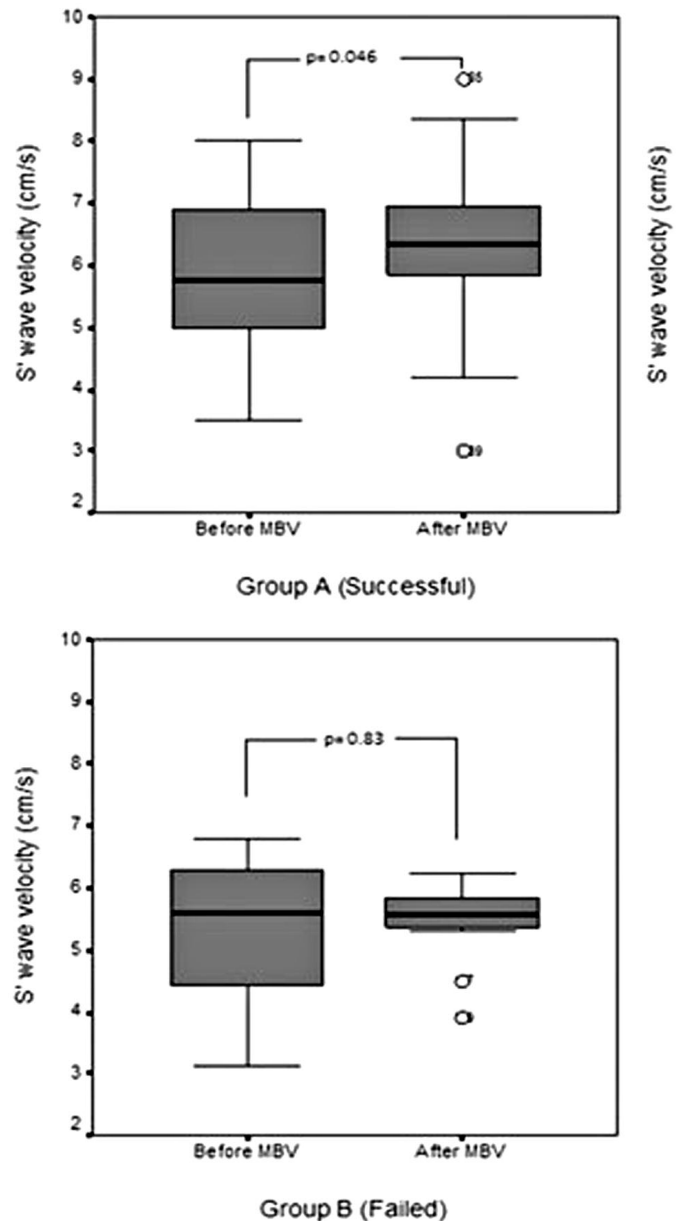 10
9
8
7
6
5
4
3
2
S' wave velocity (cm/s)
p=0.046
Before MBV
After MBV
Group A (Successful)
S' wave velocity (cm/s)
10
9
8
7
6
5
4
3
2
S' wave velocity (cm/s)
p=0.83
Before MBV
After MBV
Group B (Failed)